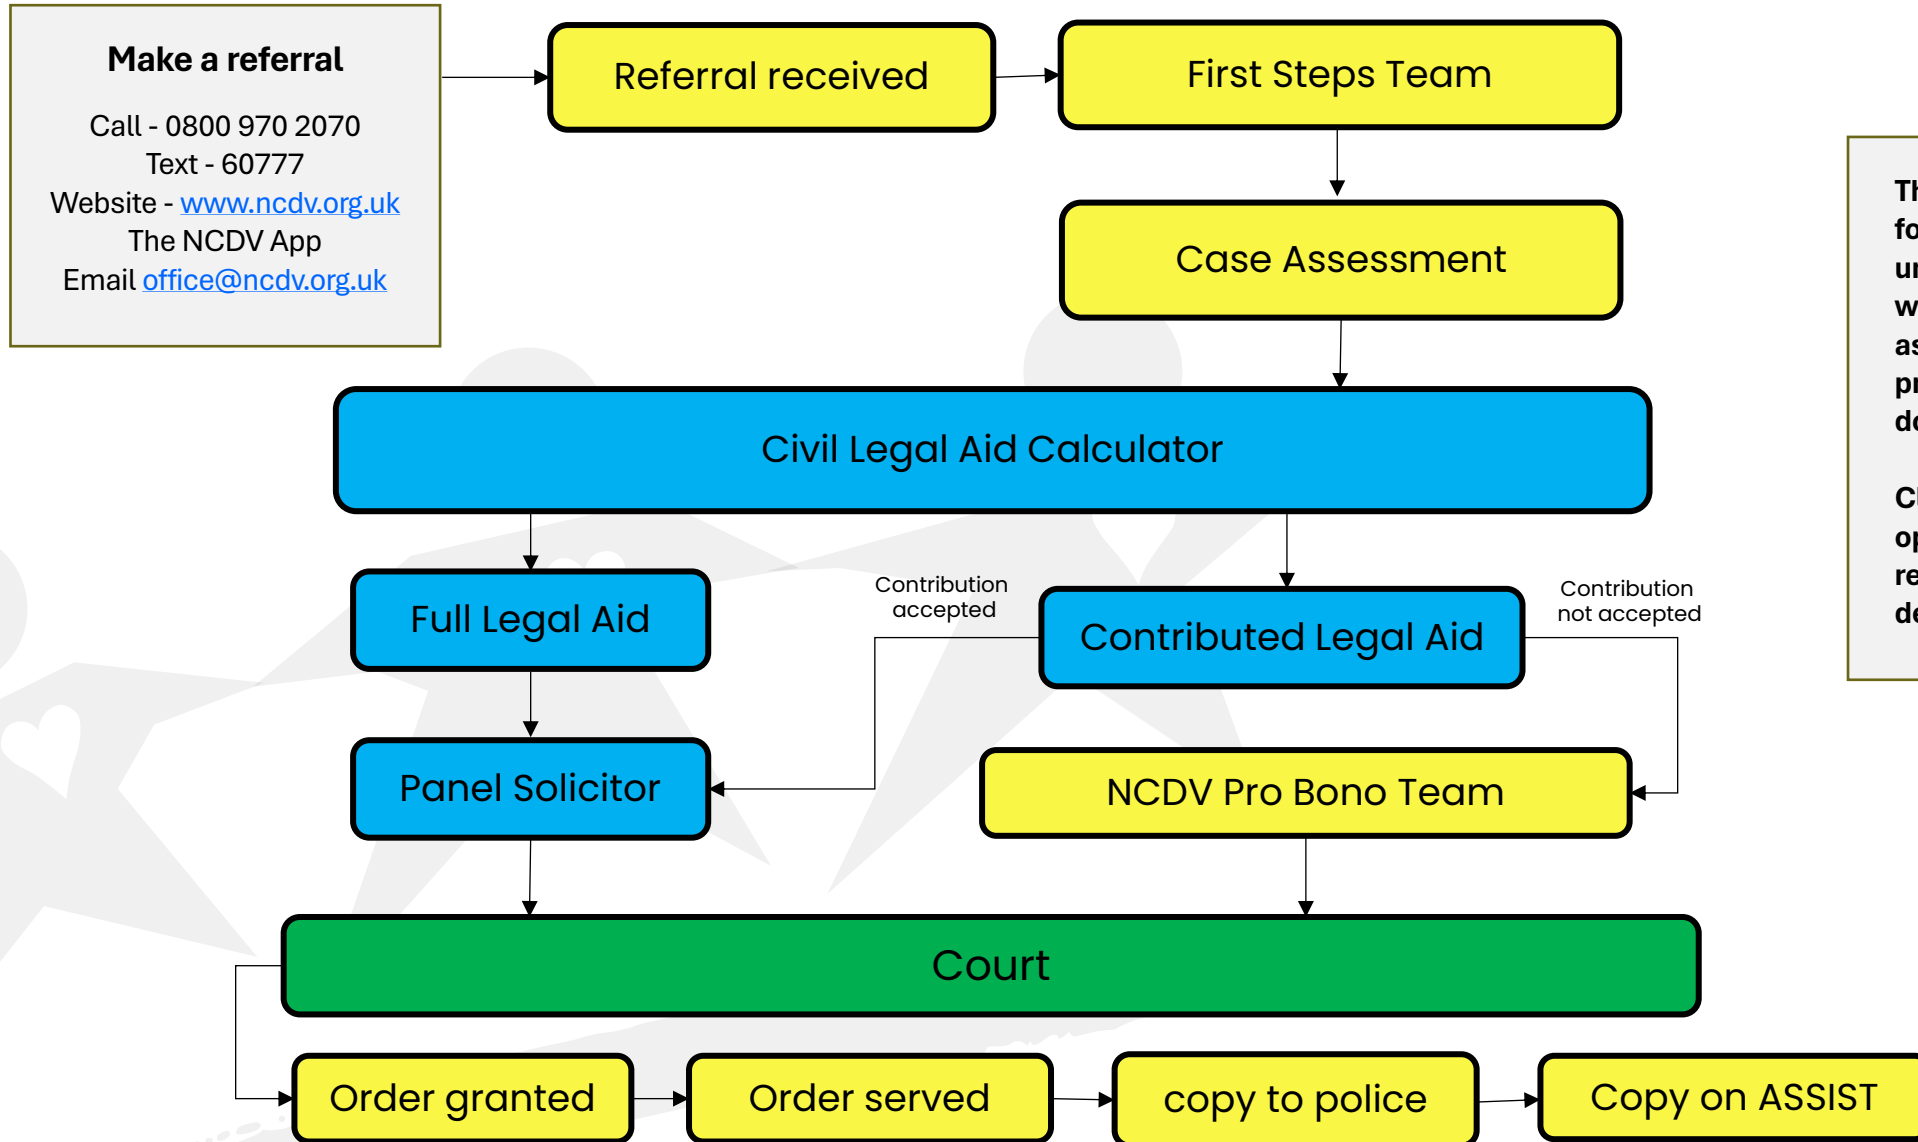 Make a referral
Call - 0800 970 2070
Text - 60777
Website - www.ncdv.org.uk
The NCDV App
Email office@ncdv.org.uk
Referral received
First Steps Team
Case Assessment
Civil Legal Aid Calculator
Full Legal Aid
Contribution
accepted
Contributed Legal Aid
Contribution
not accepted
Panel Solicitor
NCDV Pro Bono Team
Court
Order granted
Order served
copy to police
Copy on ASSIST